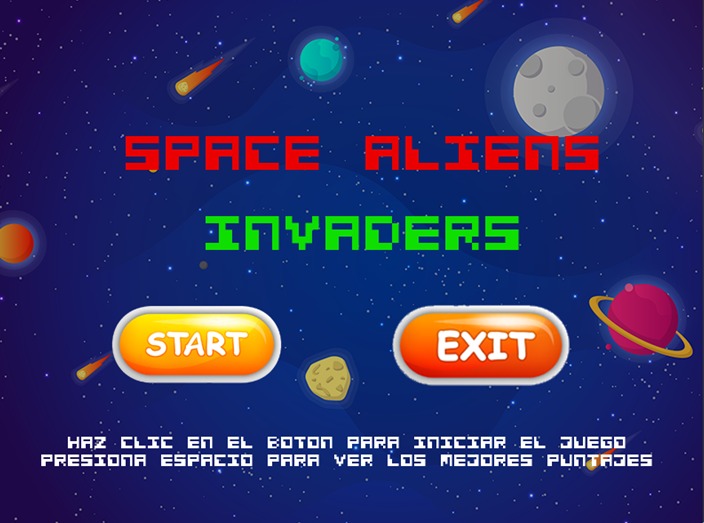 SPACE ALIENS
INVADERS
START
EXIT
HAZ CLIC EN EL BOTON PARA INICIAR EL JUEGO
PRESIONA ESPACIO PARA VER LOS MEJORES PUNTAJES